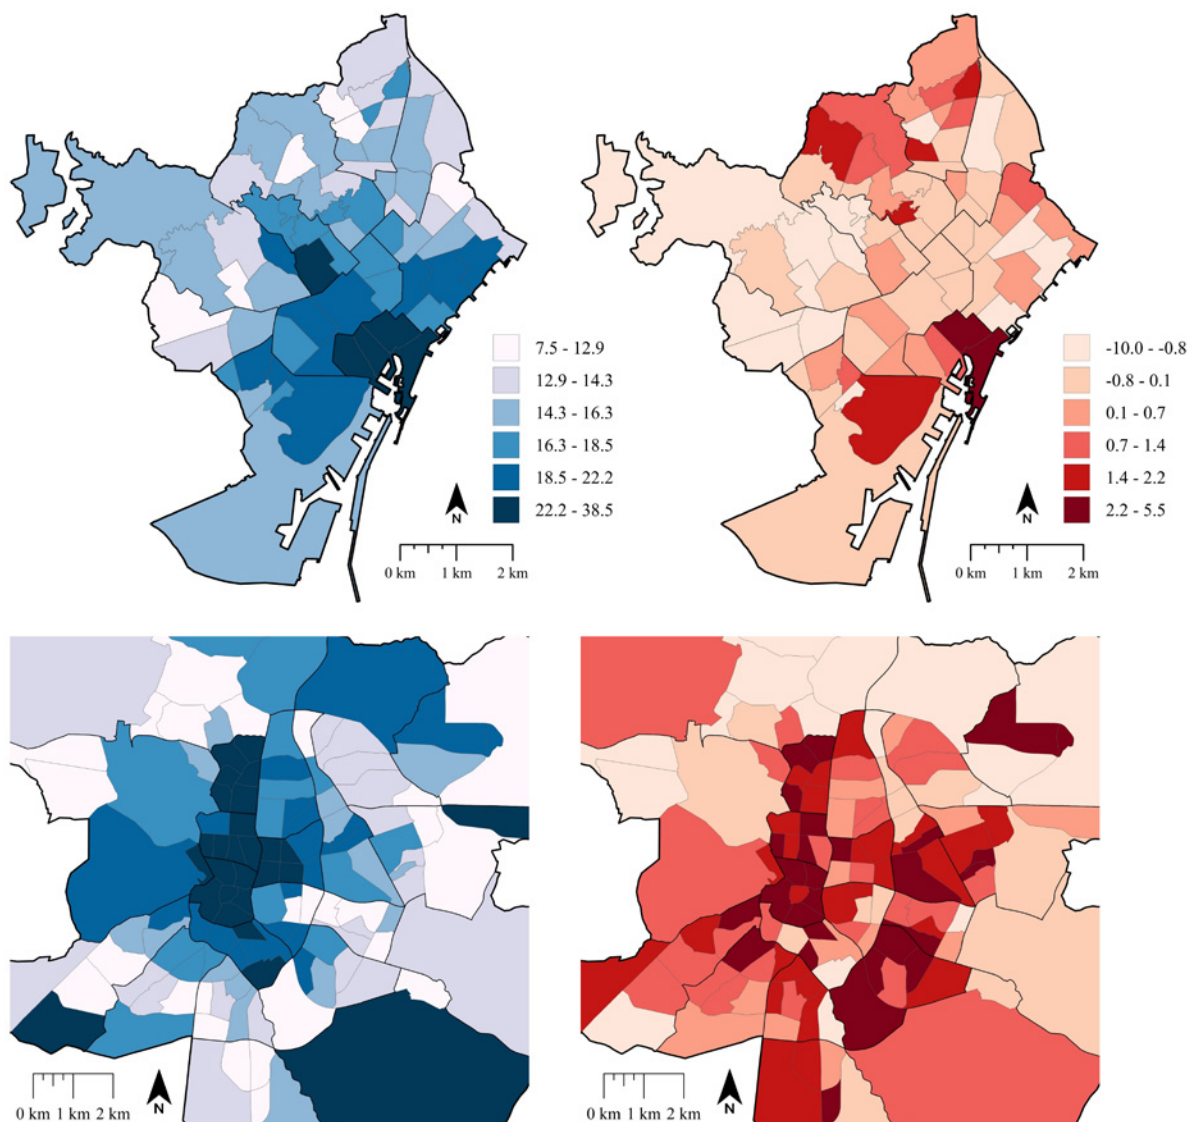 7.5 - 12.9
12.9 - 14.3
14.3 - 16.3
16.3 - 18.5
18.5 - 22.2
22.2 - 38.5
N
0 km 1 km 2 km
-10.0 - -0.8
-0.8 - 0.1
0.1 - 0.7
0.7 - 1.4
1.4 - 2.2
2.2 - 5.5
N
0 km 1 km 2 km
0 km 1 km 2 km
N
0 km 1 km 2 km
N